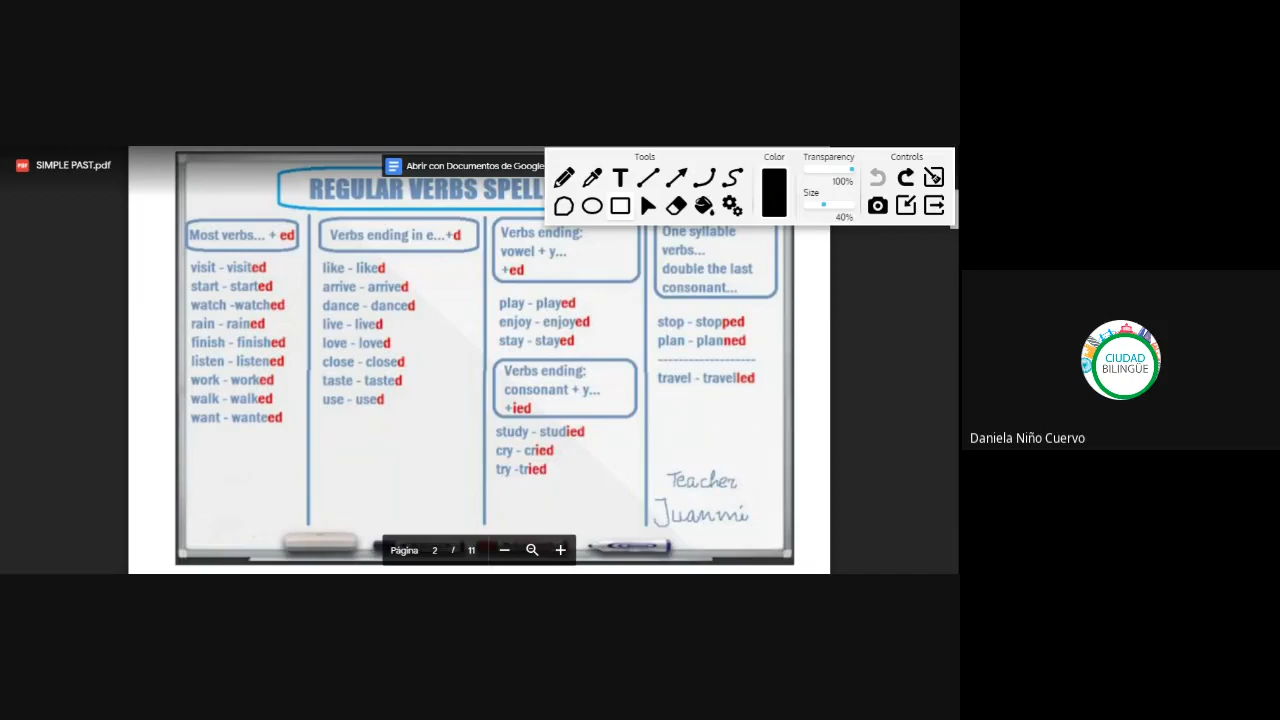 SIMPLE PAST.pdf
Abrir con Documentos de Google
Tools
Color
Transparency
Controls
100%
Size
40%
REGULAR VERBS SPELL
Most verbs... + ed
visit - visited
start - started
watch -watched
rain - rained
finish - finished
listen - listened
work - worked
walk - walked
want - wanteed
Verbs ending in e...+d
like - liked
arrive - arrived
dance - danced
live - lived
love - loved
close - closed
taste - tasted
use - used
Verbs ending:
vowel + y...
+ed
play - played
enjoy - enjoyed
stay - stayed
Verbs ending:
consonant + y...
+ied
study - studied
cry - cried
try -tried
One syllable
verbs...
double the last
consonant...
stop - stopped
plan - planned
travel - travelled
Teacher
Juanmi
Página 2 / 11
CIUDAD
BILINGÜE
Daniela Niño Cuervo